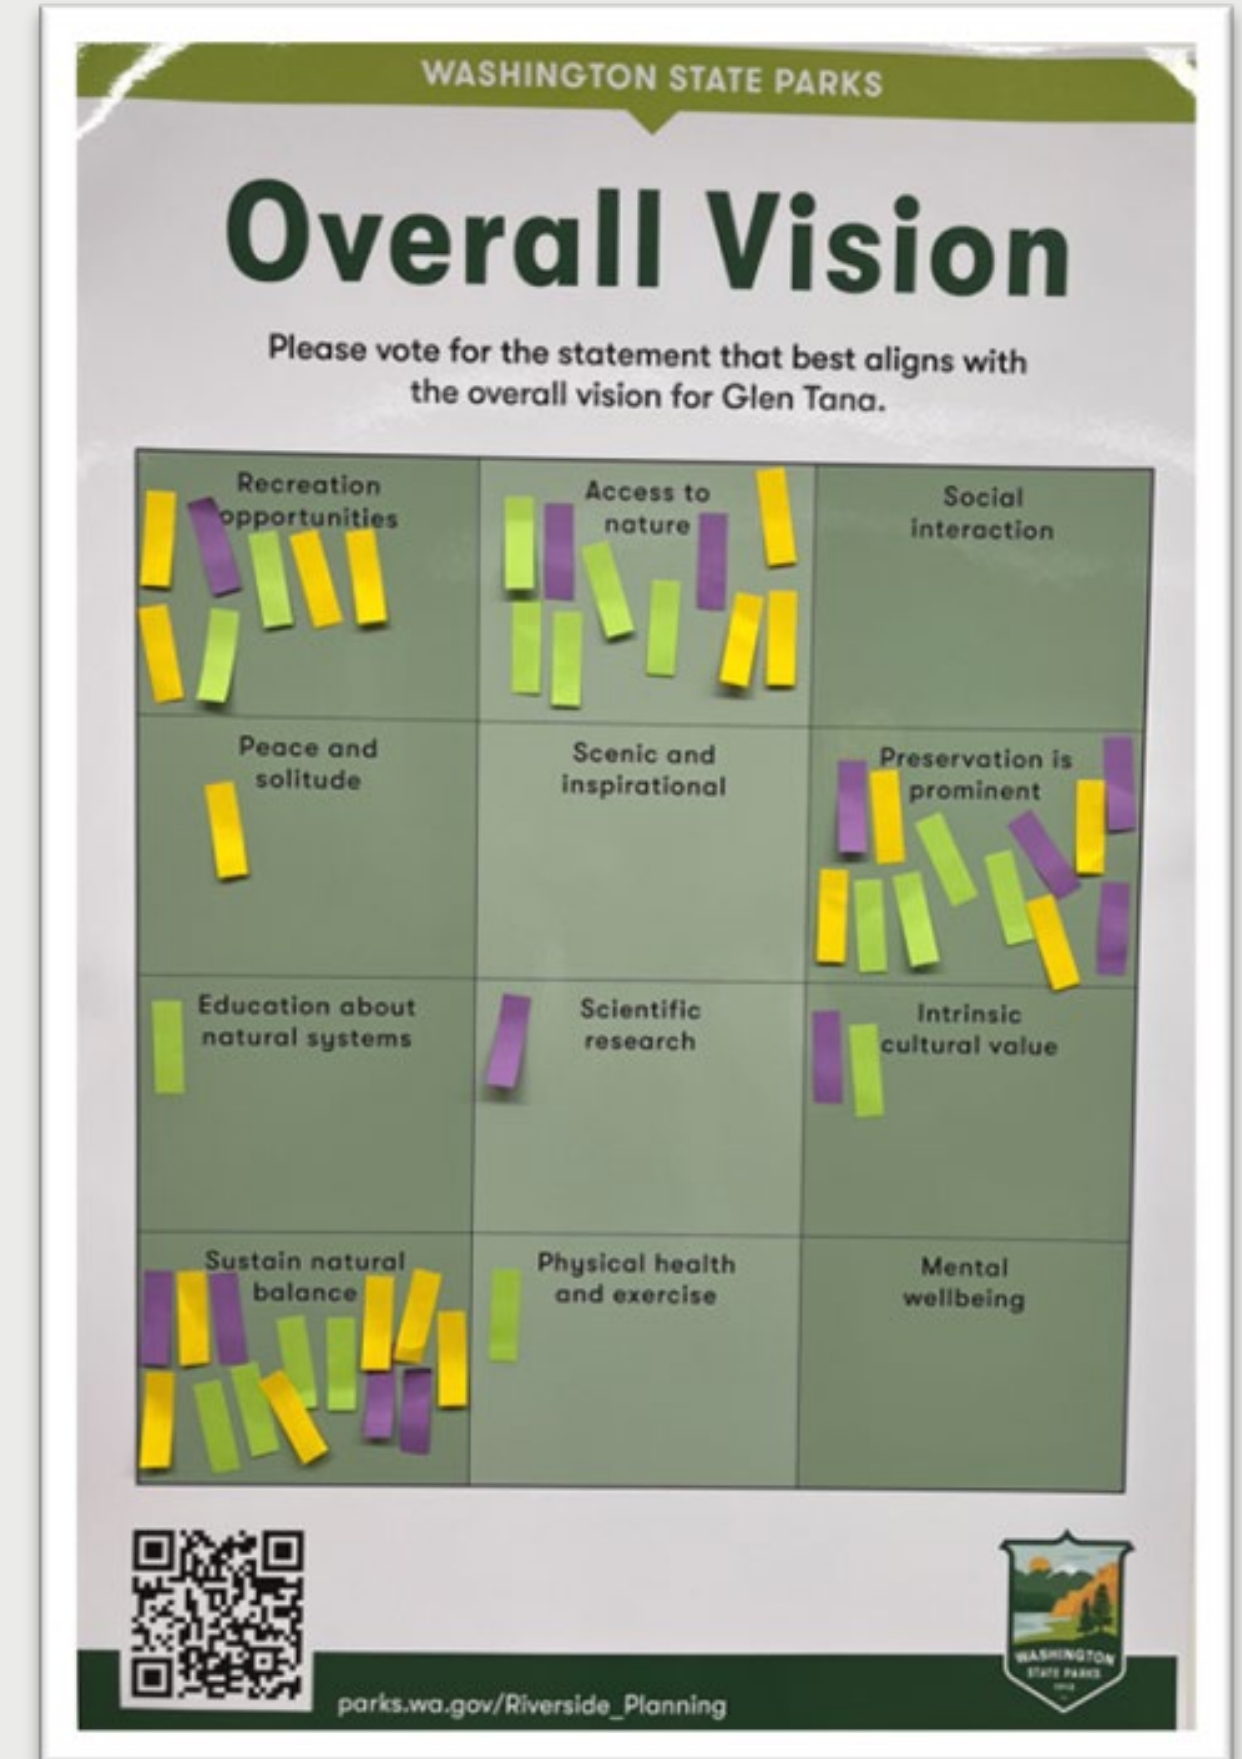 WASHINGTON STATE PARKS
Overall Vision
Please vote for the statement that best aligns with
the overall vision for Glen Tana.
Recreation
opportunities
Access to
nature
Social
interaction
Peace and
solitude
Scenic and
inspirational
Preservation is
prominent
Education about
natural systems
Scientific
research
Intrinsic
cultural value
Sustain natural
balance
Physical health
and exercise
Mental
wellbeing
WASHINGTON
STATE PARKS
1913
parks.wa.gov/Riverside_Planning